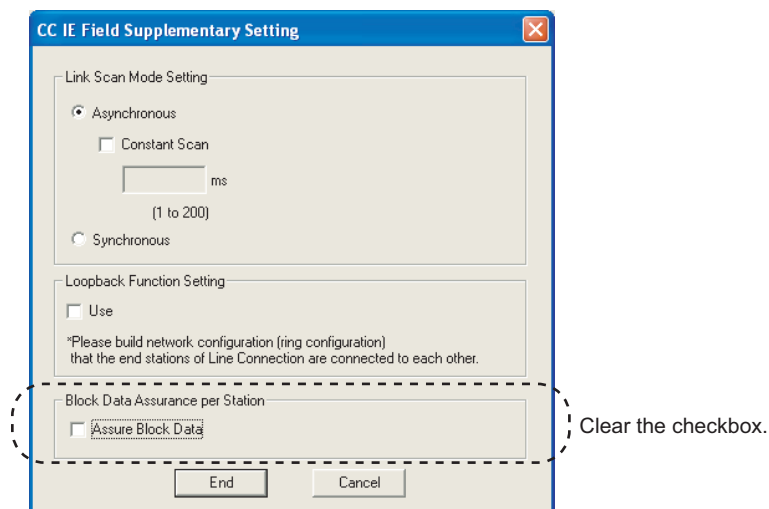 CC IE Field Supplementary Setting
Link Scan Mode Setting
Asynchronous
Constant Scan
ms
(1 to 200)
Synchronous
Loopback Function Setting
Use
*Please build network configuration (ring configuration)
that the end stations of Line Connection are connected to each other.
Block Data Assurance per Station
Assure Block Data
Clear the checkbox.
End
Cancel